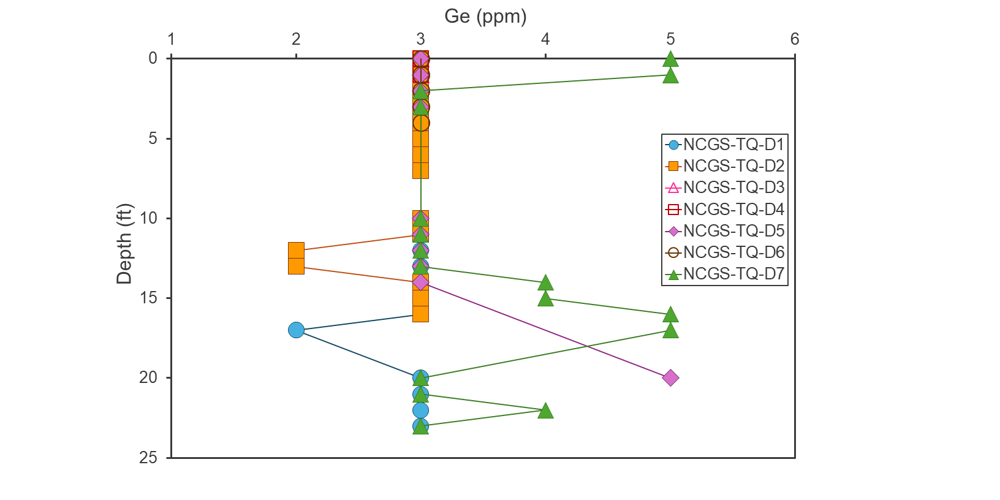 Ge (ppm)
1 2 3 4 5 6
0
5
10
15
20
25
Depth (ft)
NCGS-TQ-D1
NCGS-TQ-D2
NCGS-TQ-D3
NCGS-TQ-D4
NCGS-TQ-D5
NCGS-TQ-D6
NCGS-TQ-D7